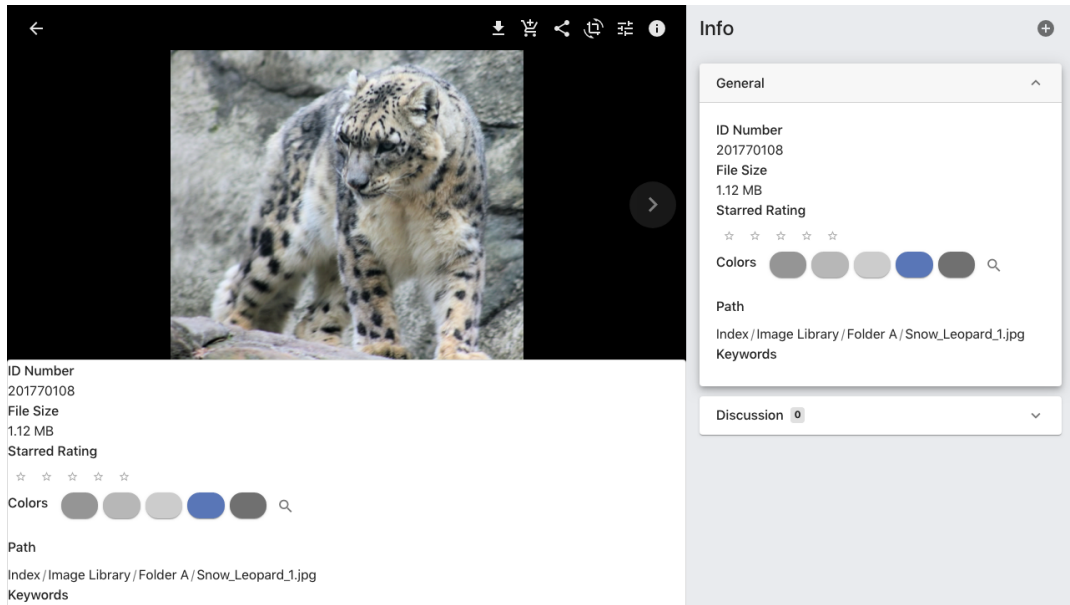 Info
General
ID Number
201770108
File Size
1.12 MB
Starred Rating
Colors
Path
Index/Image Library/Folder A/Snow_Leopard_1.jpg
Keywords
Discussion 0
ID Number
201770108
File Size
1.12 MB
Starred Rating
Colors
Path
Index/Image Library/Folder A/Snow_Leopard_1.jpg
Keywords